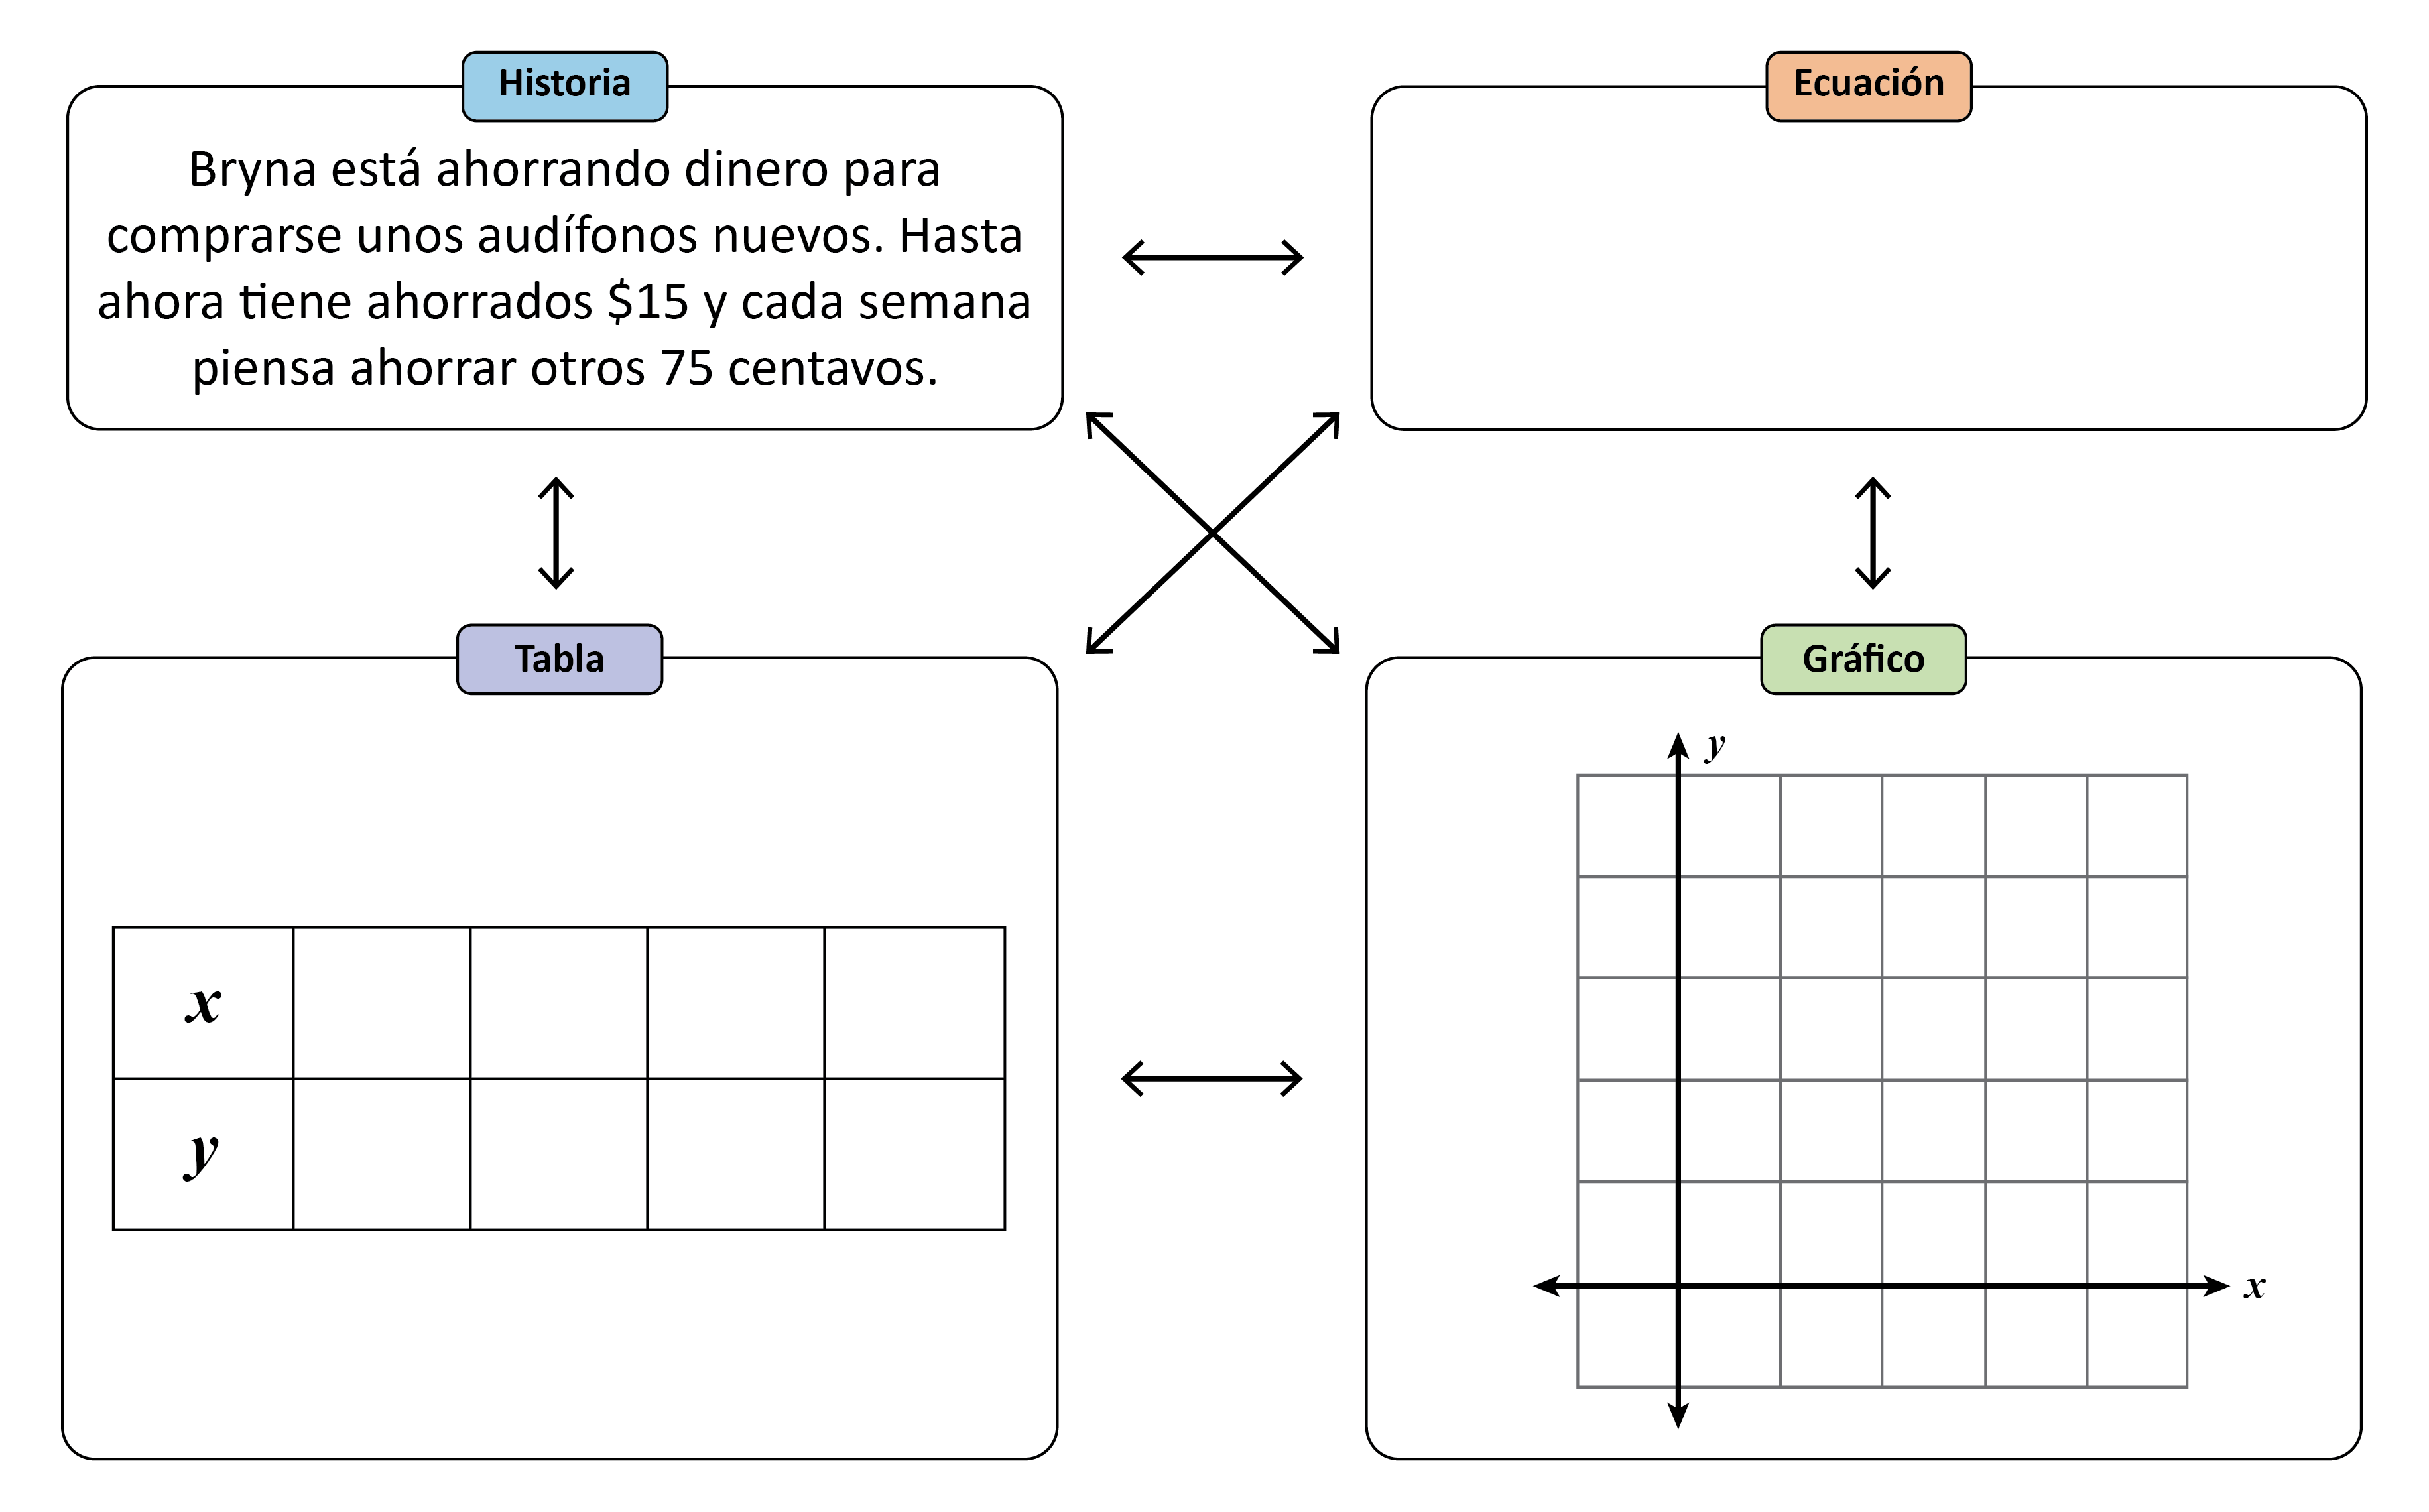 Historia
Bryna está ahorrando dinero para
comprarse unos audífonos nuevos. Hasta
ahora tiene ahorrados $15 y cada semana
piensa ahorrar otros 75 centavos.
Ecuación
Tabla
x
y
Gráfico
y
x